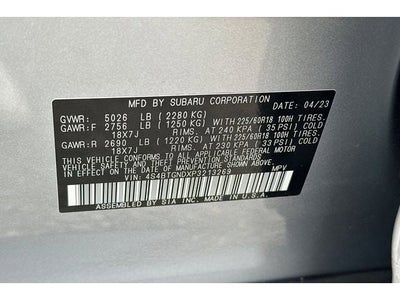 MFD. BY SUBARU CORPORATION DATE: 04/23
GVWR: 5026 LB (2280 KG)
GAWR:F 2756 LB (1250 KG) WITH 225/60R18 100H TIRES,
18X7J RIMS, AT 240 KPA (35 PSI) COLD
GAWR:R 2690 LB (1220 KG) WITH 225/60R18 100H TIRES,
18X7J RIMS, AT 230 KPA (33 PSI) COLD
THIS VEHICLE CONFORMS TO ALL APPLICABLE FEDERAL MOTOR
VEHICLE SAFETY AND THEFT PREVENTION STANDARDS IN EFFECT
ON THE DATE OF MANUFACTURE SHOWN ABOVE.
VIN: 4S4BTGNDXP3213269 MPV
ASSEMBLED BY SIA INC. MADE IN U.S.A.